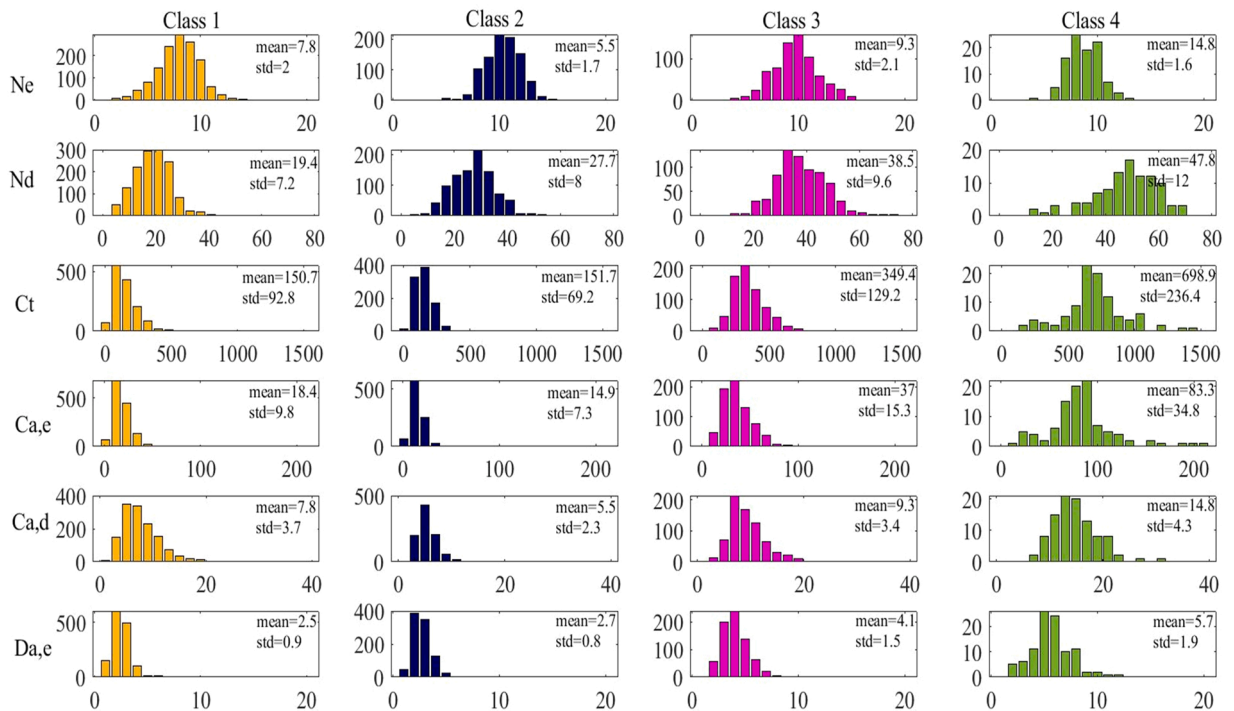 Class 1 Class 2 Class 3 Class 4
Ne
200 100 0 mean=7.8 std=2 0 10 20
200 100 0 mean=5.5 std=1.7 0 10 20
100 0 mean=9.3 std=2.1 0 10 20
20 10 0 mean=14.8 std=1.6 0 10 20
Nd
300 200 100 0 mean=19.4 std=7.2 0 20 40 60 80
200 100 0 mean=27.7 std=8 0 20 40 60 80
100 50 0 mean=38.5 std=9.6 0 20 40 60 80
20 10 0 mean=47.8 std=12 0 20 40 60 80
Ct
500 0 mean=150.7 std=92.8 0 500 1000 1500
400 200 0 mean=151.7 std=69.2 0 500 1000 1500
200 100 0 mean=349.4 std=129.2 0 500 1000 1500
20 10 0 mean=698.9 std=236.4 0 500 1000 1500
Ca,e
500 0 mean=18.4 std=9.8 0 100 200
500 0 mean=14.9 std=7.3 0 100 200
200 100 0 mean=37 std=15.3 0 100 200
20 10 0 mean=83.3 std=34.8 0 100 200
Ca,d
400 200 0 mean=7.8 std=3.7 0 20 40
500 0 mean=5.5 std=2.3 0 20 40
200 100 0 mean=9.3 std=3.4 0 20 40
20 10 0 mean=14.8 std=4.3 0 20 40
Da,e
500 0 mean=2.5 std=0.9 0 10 20
400 200 0 mean=2.7 std=0.8 0 10 20
200 100 0 mean=4.1 std=1.5 0 10 20
20 10 0 mean=5.7 std=1.9 0 10 20